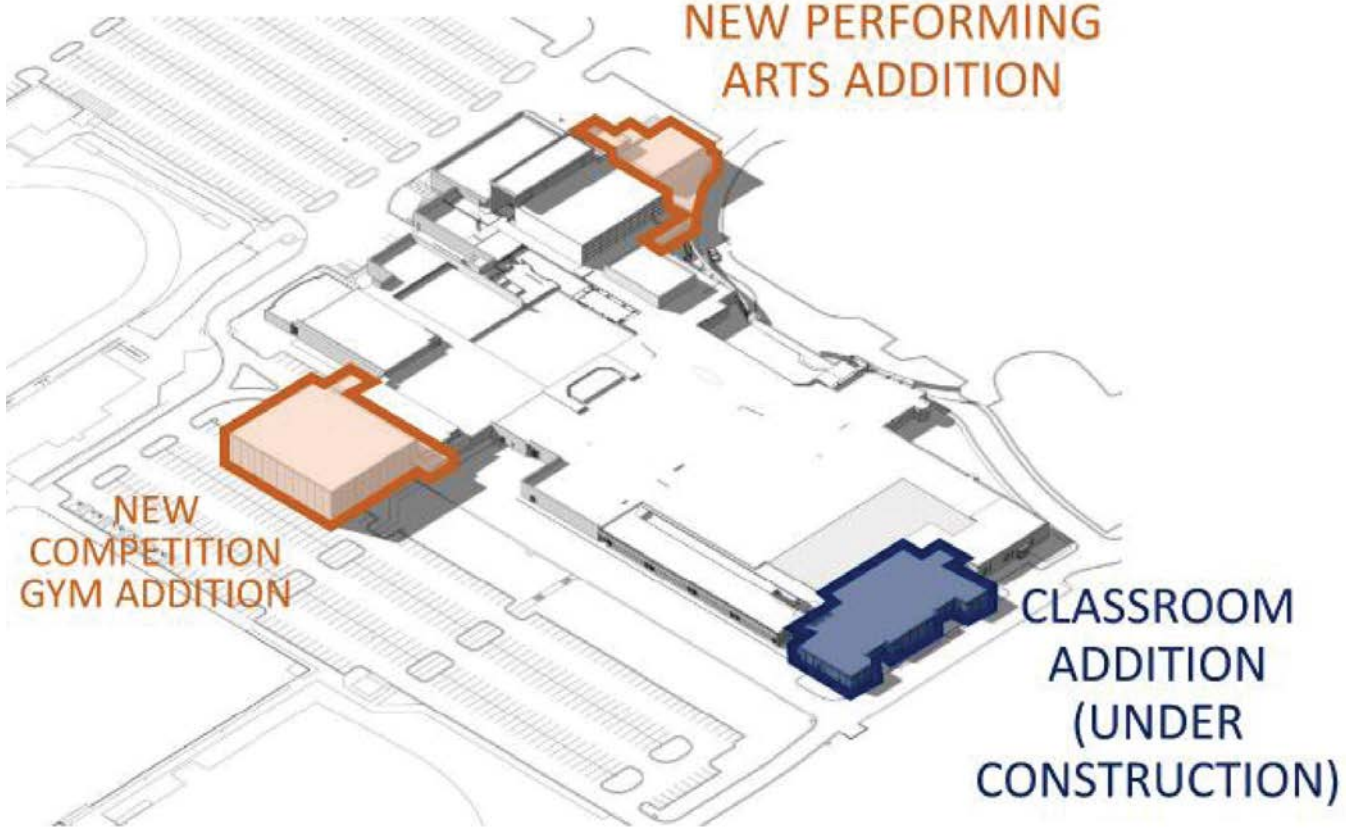 NEW PERFORMING
ARTS ADDITION
NEW
COMPETITION
GYM ADDITION
CLASSROOM
ADDITION
(UNDER
CONSTRUCTION)